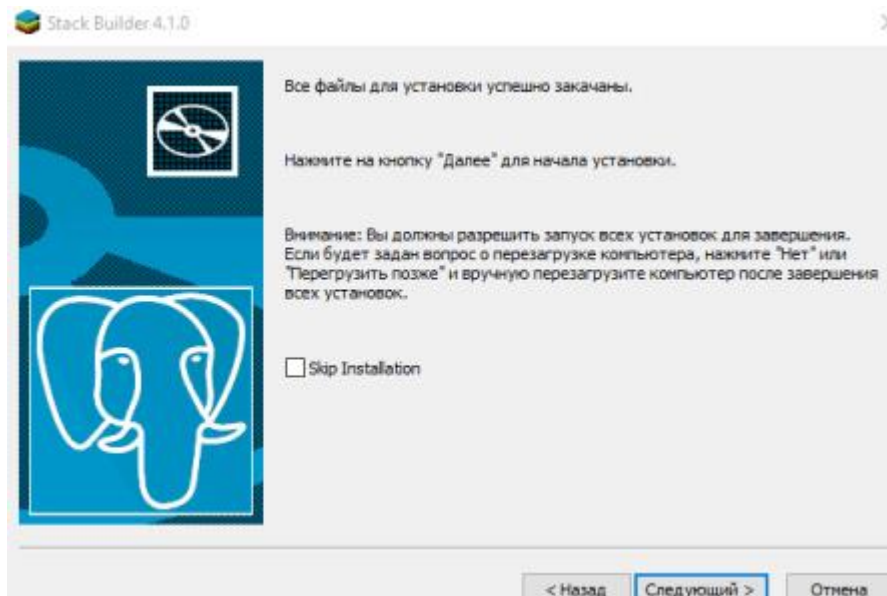 Stack Builder 4.1.0
Все файлы для установки успешно закачаны.
Нажмите на кнопку "Далее" для начала установки.
Внимание: Вы должны разрешить запуск всех установок для завершения.
Если будет задан вопрос о перезагрузке компьютера, нажмите "Нет" или
"Перегрузить позже" и вручную перезагрузите компьютер после завершения
всех установок.
Skip Installation
< Назад
Следующий >
Отмена